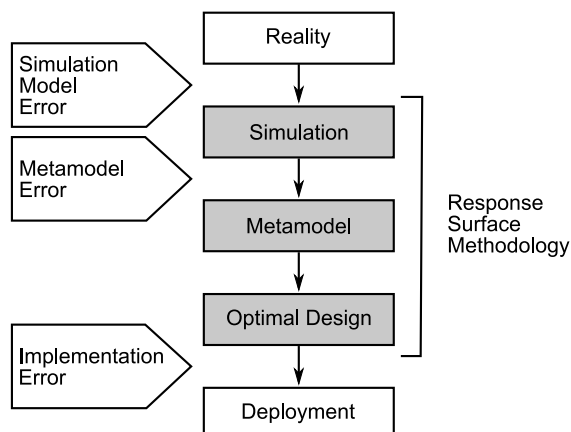 Reality
Simulation
Model
Error
Simulation
Metamodel
Error
Metamodel
Response
Surface
Methodology
Optimal Design
Implementation
Error
Deployment